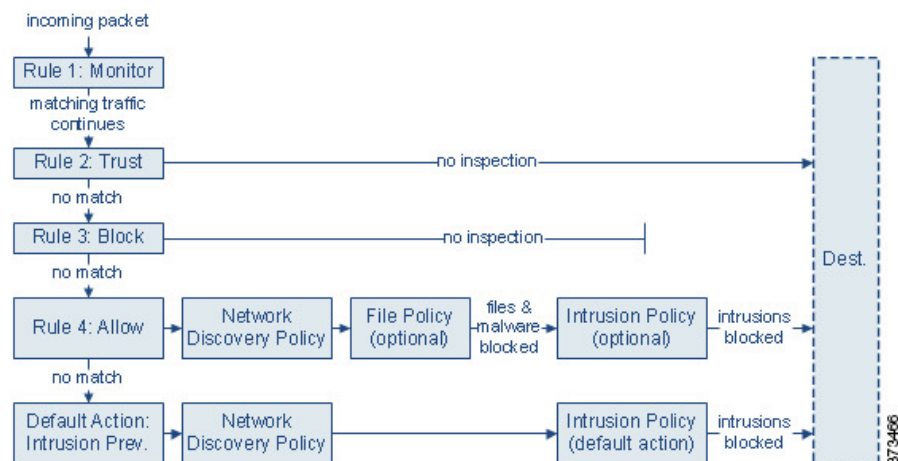 incoming packet
Rule 1: Monitor
matching traffic
continues
Rule 2: Trust
no inspection
no match
Rule 3: Block
no inspection
no match
Rule 4: Allow
Network
Discovery Policy
File Policy
(optional)
files &
malware
blocked
Intrusion Policy
(optional)
intrusions
blocked
Dest.
no match
Default Action:
Intrusion Prev.
Network
Discovery Policy
Intrusion Policy
(default action)
intrusions
blocked
373466